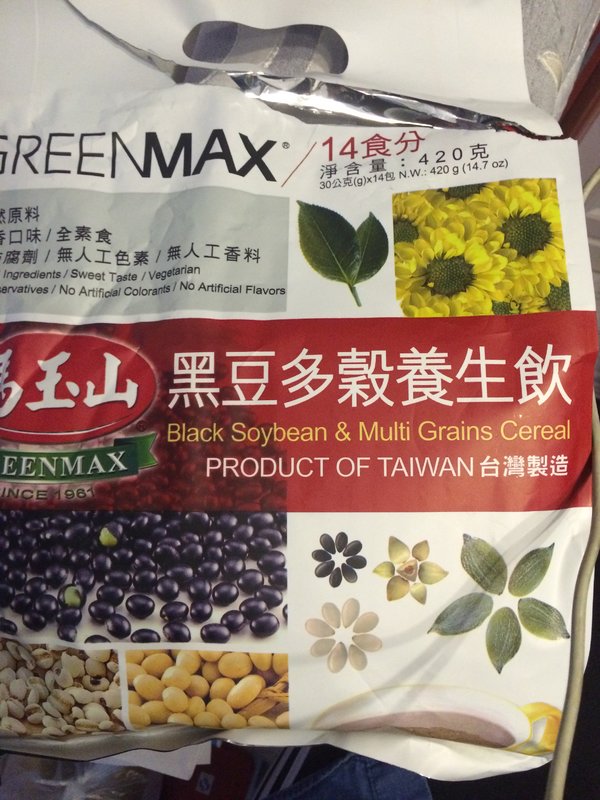 GREENMAX®
14食分
淨含量：420克
30公克(g)x14包 N.W.: 420 g (14.7 oz)
然原料
香口味 / 全素食
防腐劑 / 無人工色素 / 無人工香料
Ingredients / Sweet Taste / Vegetarian
servatives / No Artificial Colorants / No Artificial Flavors
馬玉山
REENMAX
SINCE 1961
黑豆多穀養生飲
Black Soybean & Multi Grains Cereal
PRODUCT OF TAIWAN 台灣製造